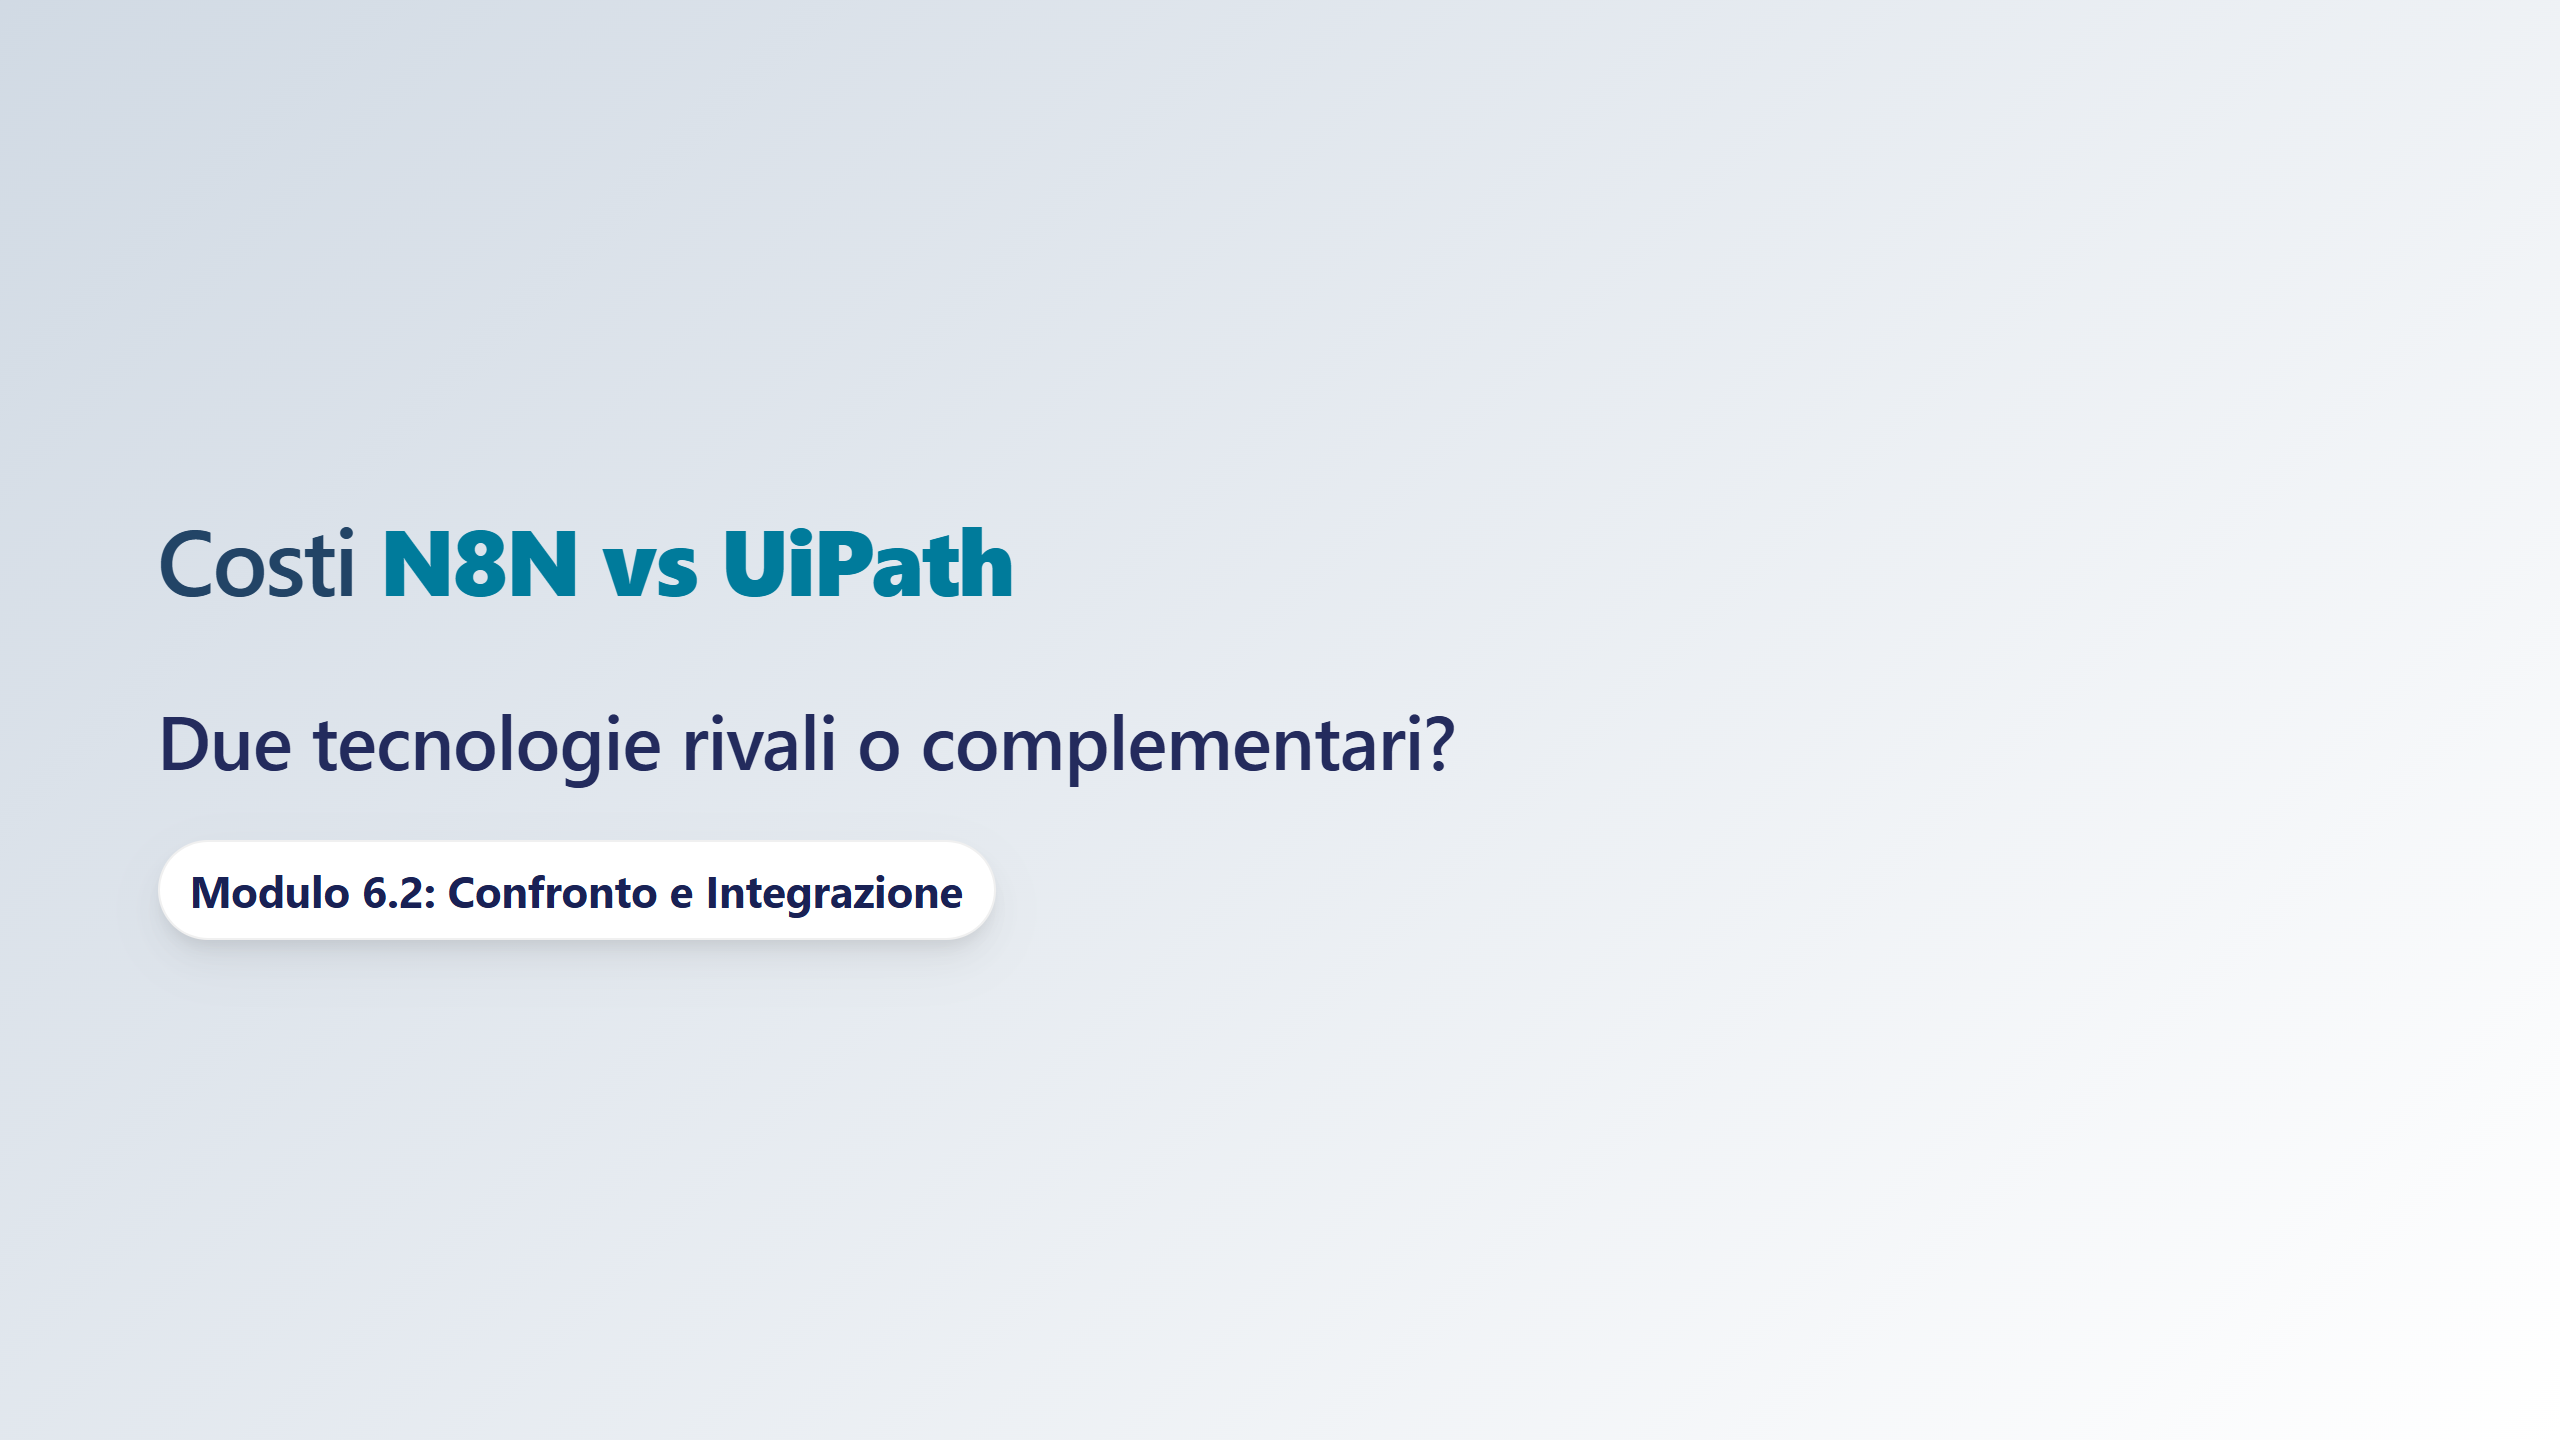 Costi N8N vs UiPath
Due tecnologie rivali o complementari?
Modulo 6.2: Confronto e Integrazione